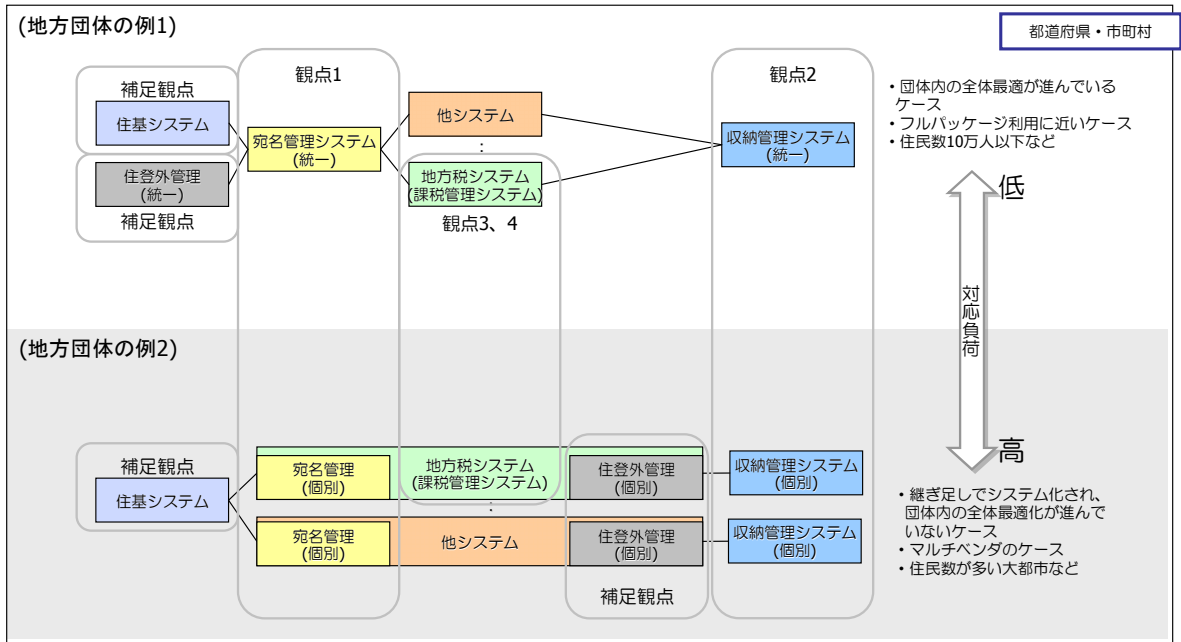 (地方団体の例1)
都道府県・市町村
観点1
観点2
補足観点
住基システム
住登外管理
(統一)
補足観点
宛名管理システム
(統一)
他システム
:
地方税システム
(課税管理システム)
観点3、4
収納管理システム
(統一)
・団体内の全体最適が進んでいる
ケース
・フルパッケージ利用に近いケース
・住民数10万人以下など
低
対応負荷
高
(地方団体の例2)
補足観点
住基システム
宛名管理
(個別)
地方税システム
(課税管理システム)
住登外管理
(個別)
収納管理システム
(個別)
:
宛名管理
(個別)
他システム
住登外管理
(個別)
収納管理システム
(個別)
補足観点
・継ぎ足しでシステム化され、
団体内の全体最適化が進んで
いないケース
・マルチベンダのケース
・住民数が多い大都市など